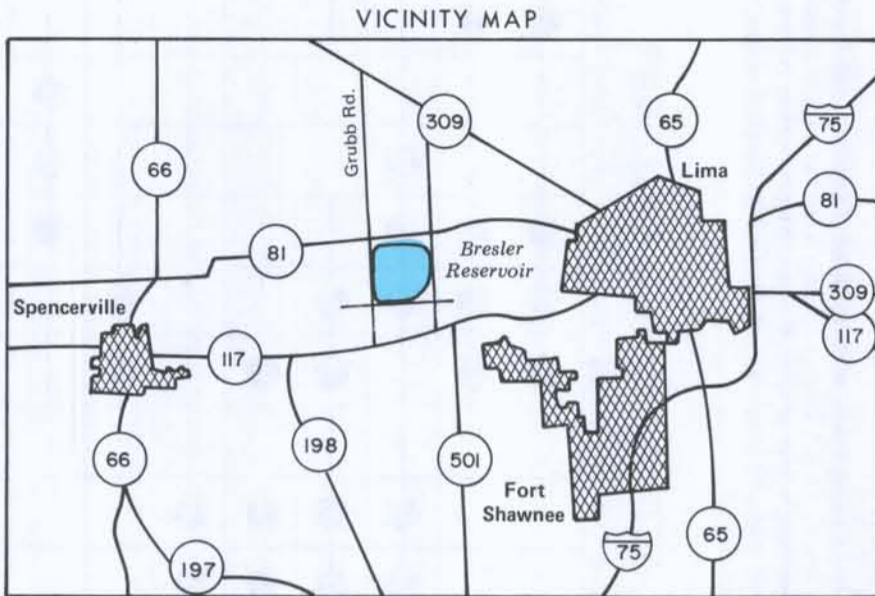 VICINITY MAP
Grubb Rd.
309
65
75
66
Lima
81
81
Bresler
Reservoir
Spencerville
309
117
117
66
198
501
Fort
Shawnee
65
75
197